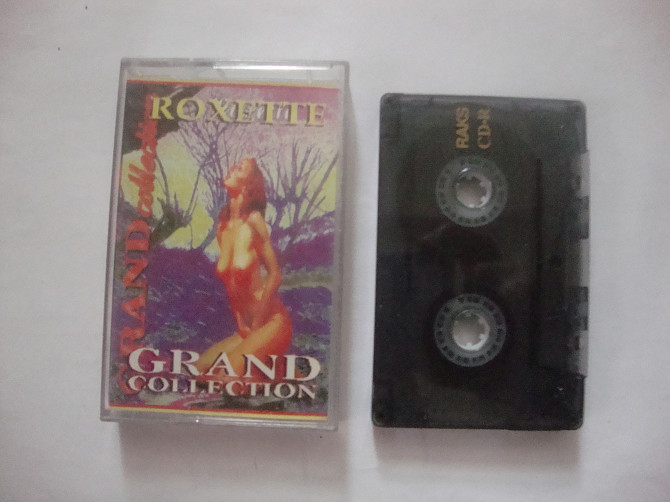 ROXETTE
GRAND collection
GRAND
COLLECTION
RAKS
CD-R